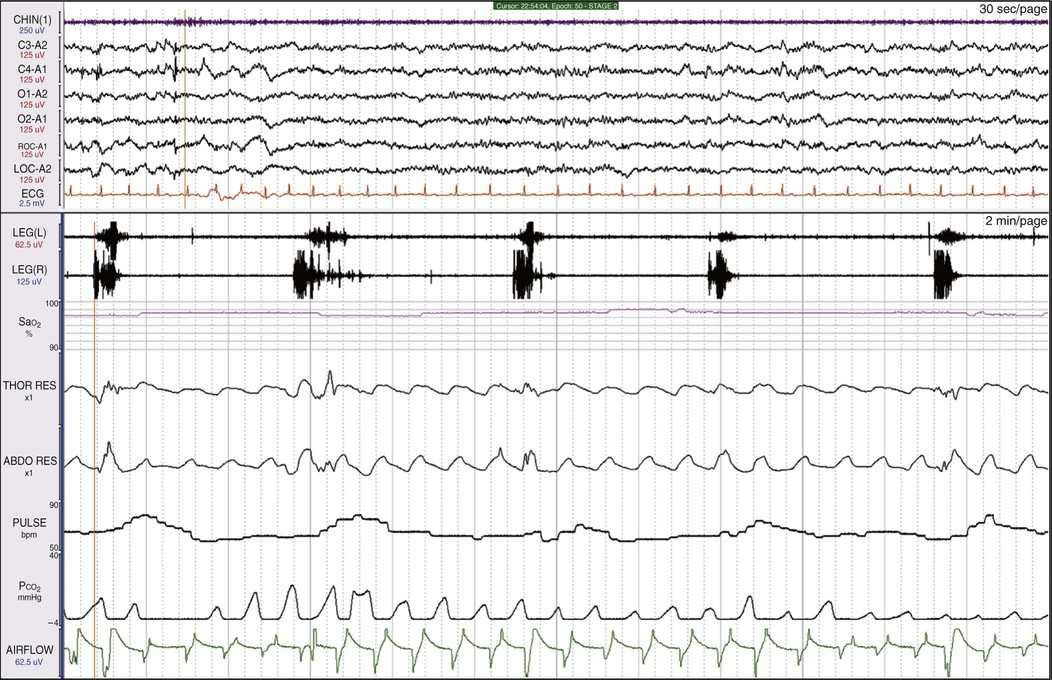 Cursor: 22:54:04, Epoch: 50 - STAGE 2
30 sec/page
CHIN(1)
250 uV
C3-A2
125 uV
C4-A1
125 uV
O1-A2
125 uV
O2-A1
125 uV
ROC-A1
125 uV
LOC-A2
125 uV
ECG
2.5 mV
2 min/page
LEG(L)
62.5 uV
LEG(R)
125 uV
100
SaO2
%
90
THOR RES
x1
ABDO RES
x1
90
PULSE
bpm
50
40
PCO2
mmHg
−4
AIRFLOW
62.5 uV